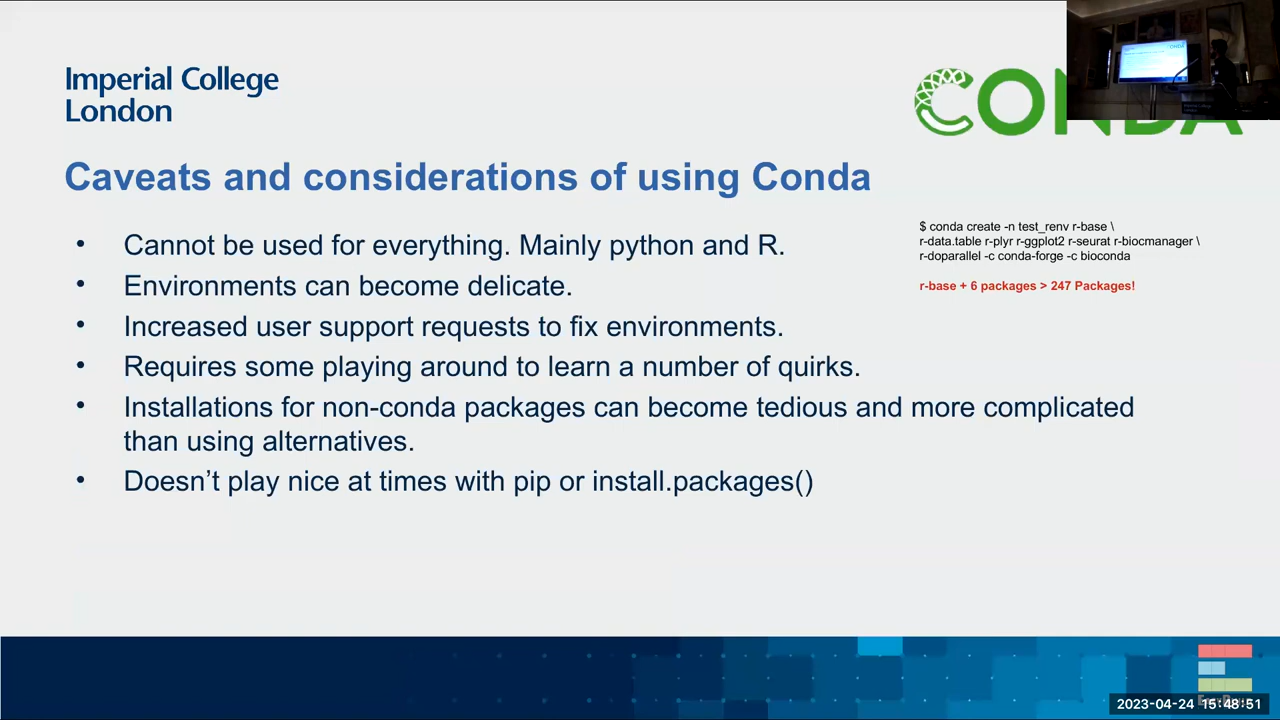 Imperial College
London
CONDA
Caveats and considerations of using Conda
• Cannot be used for everything. Mainly python and R.
• Environments can become delicate.
• Increased user support requests to fix environments.
• Requires some playing around to learn a number of quirks.
• Installations for non-conda packages can become tedious and more complicated
than using alternatives.
• Doesn’t play nice at times with pip or install.packages()
$ conda create -n test_renv r-base \
r-data.table r-plyr r-ggplot2 r-seurat r-biocmanager \
r-doparallel -c conda-forge -c bioconda
r-base + 6 packages > 247 Packages!
2023-04-24 15:48:51